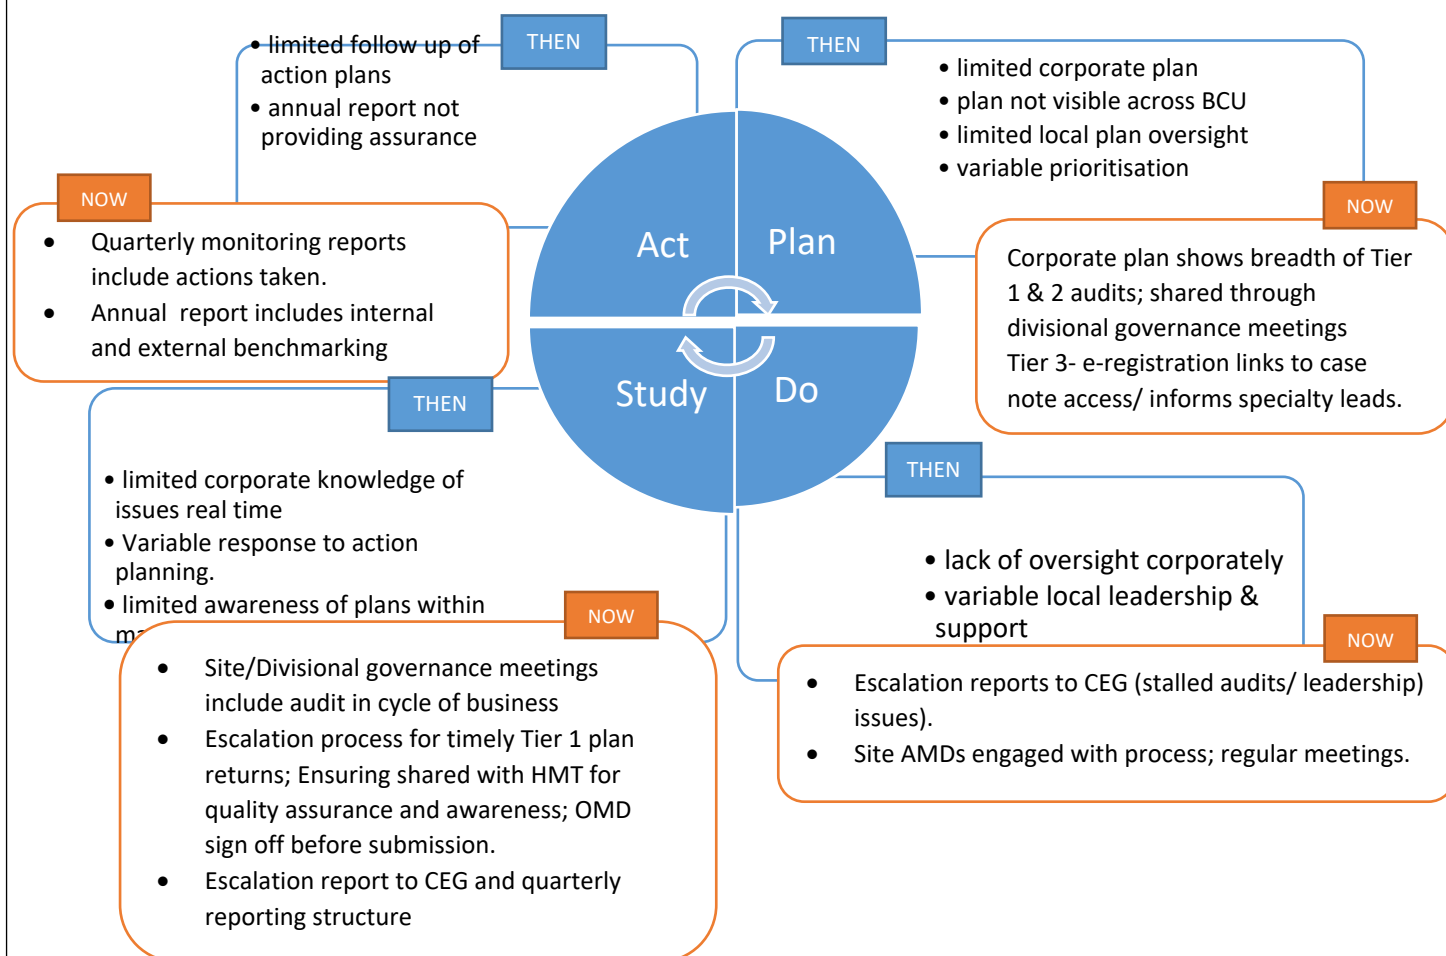 THEN
• limited follow up of
action plans
• annual report not
providing assurance
NOW
• Quarterly monitoring reports
include actions taken.
• Annual report includes internal
and external benchmarking
Act
THEN
• limited corporate plan
• plan not visible across BCU
• limited local plan oversight
• variable prioritisation
NOW
Corporate plan shows breadth of Tier
1 & 2 audits; shared through
divisional governance meetings
Tier 3- e-registration links to case
note access/ informs specialty leads.
Plan
Study
THEN
• limited corporate knowledge of
issues real time
• Variable response to action
planning.
• limited awareness of plans within
NOW
• Site/Divisional governance meetings
include audit in cycle of business
• Escalation process for timely Tier 1 plan
returns; Ensuring shared with HMT for
quality assurance and awareness; OMD
sign off before submission.
• Escalation report to CEG and quarterly
reporting structure
Do
THEN
• lack of oversight corporately
• variable local leadership &
support
NOW
• Escalation reports to CEG (stalled audits/ leadership)
issues).
• Site AMDs engaged with process; regular meetings.